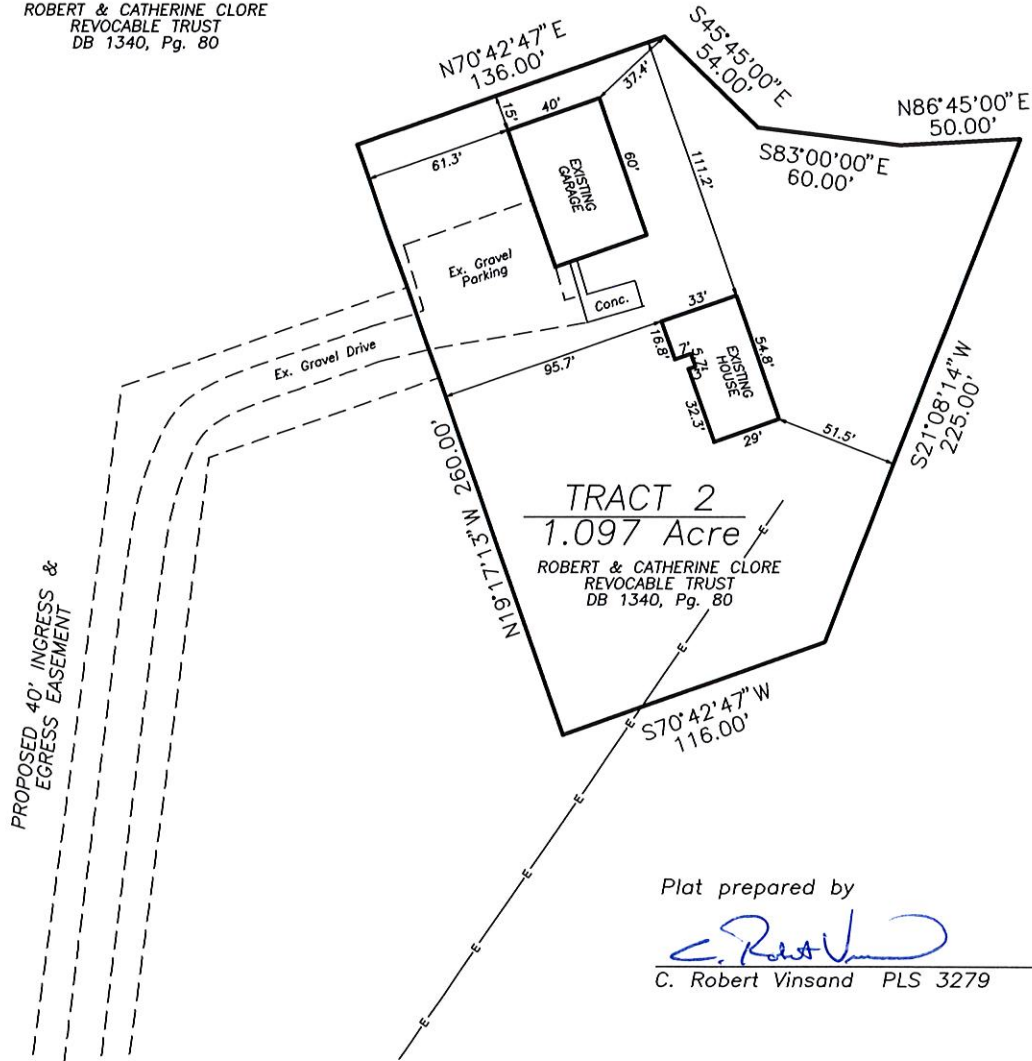 ROBERT & CATHERINE CLORE
REVOCABLE TRUST
DB 1340, Pg. 80
N70°42'47"E
136.00'
S45°45'00"E
54.00'
N86°45'00"E
50.00'
S83°00'00"E
60.00'
37.4'
15'
40'
61.3'
60'
EXISTING
GARAGE
111.2'
Ex. Gravel
Parking
Conc.
33'
Ex. Gravel Drive
95.7'
16.8'
7'
5.7'
EXISTING
HOUSE
54.8'
32.3'
29'
51.5'
S21°08'14"W
225.00'
N19°17'13"W 260.00'
TRACT 2
1.097 Acre
ROBERT & CATHERINE CLORE
REVOCABLE TRUST
DB 1340, Pg. 80
E
E
E
E
E
E
E
S70°42'47"W
116.00'
PROPOSED 40' INGRESS &
EGRESS EASEMENT
Plat prepared by
C. Robert Vinsand PLS 3279